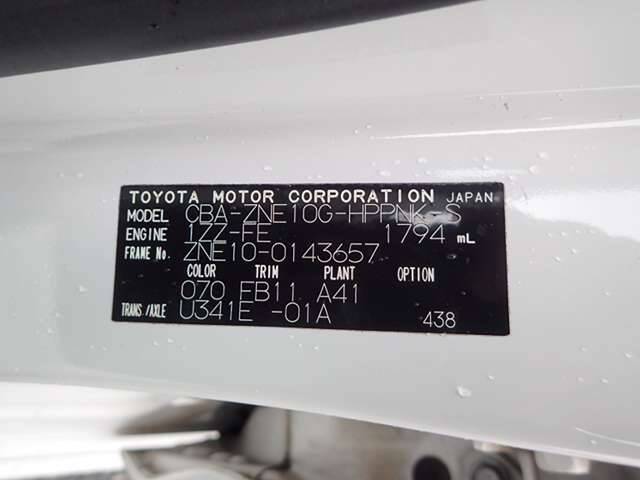 TOYOTA MOTOR CORPORATION JAPAN
MODEL CBA-ZNE10G-HPPNK-S
ENGINE 1ZZ-FE 1794 mL
FRAME No. ZNE10-0143657
COLOR TRIM PLANT OPTION
070 FB11 A41
TRANS./AXLE U341E -01A 438